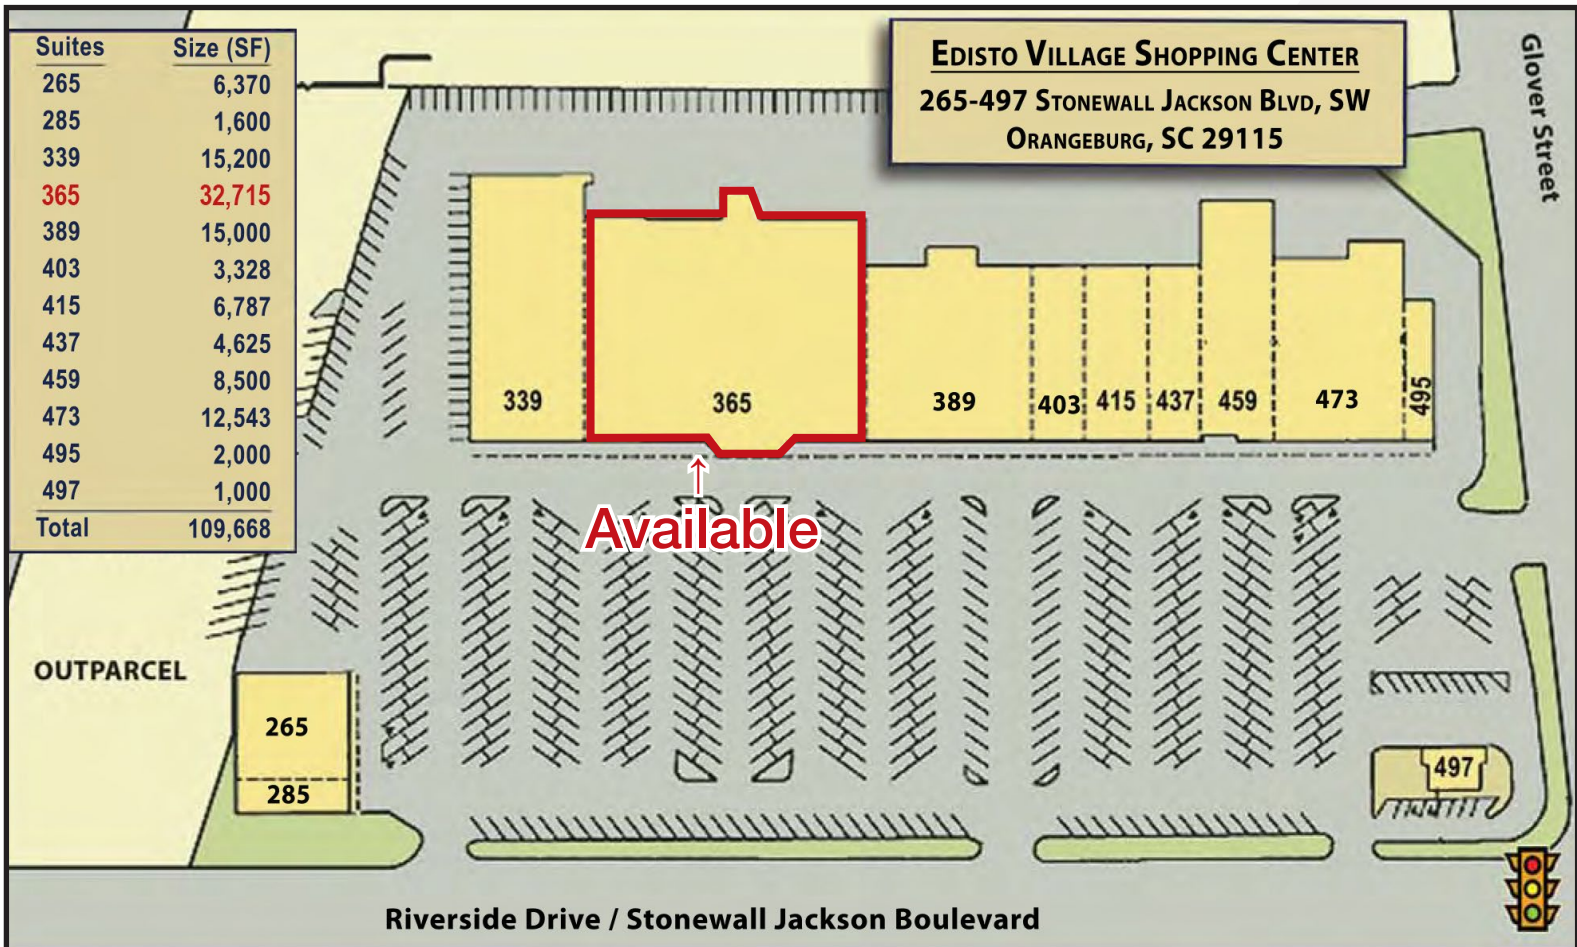 Suites Size (SF)
265 6,370
285 1,600
339 15,200
365 32,715
389 15,000
403 3,328
415 6,787
437 4,625
459 8,500
473 12,543
495 2,000
497 1,000
Total 109,668
Edisto Village Shopping Center
265-497 Stonewall Jackson Blvd, SW
Orangeburg, SC 29115
Glover Street
339
365
389
403
415
437
459
473
495
↑
Available
OUTPARCEL
265
285
497
Riverside Drive / Stonewall Jackson Boulevard